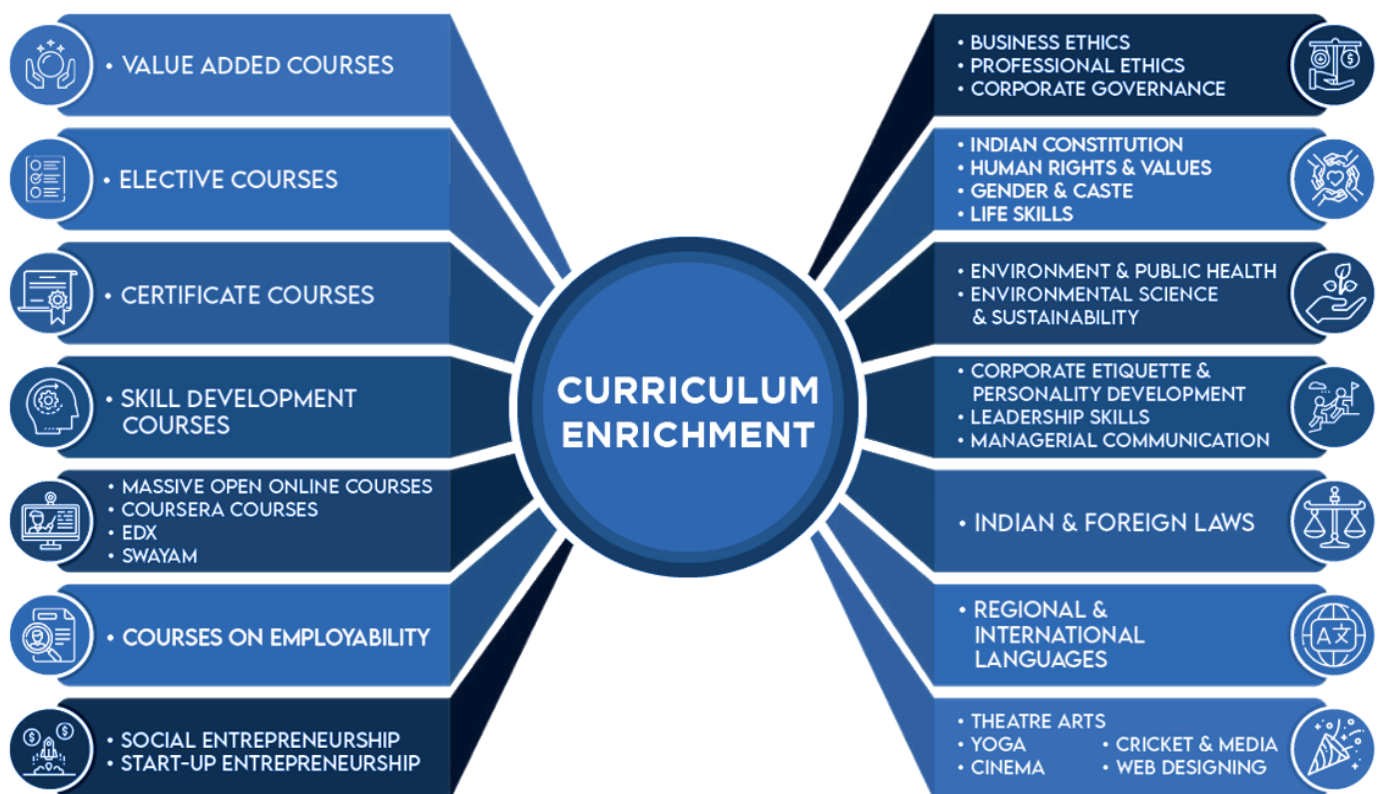 • VALUE ADDED COURSES
• ELECTIVE COURSES
• CERTIFICATE COURSES
• SKILL DEVELOPMENT
COURSES
• MASSIVE OPEN ONLINE COURSES
• COURSERA COURSES
• EDX
• SWAYAM
• COURSES ON EMPLOYABILITY
• SOCIAL ENTREPRENEURSHIP
• START-UP ENTREPRENEURSHIP
CURRICULUM
ENRICHMENT
• BUSINESS ETHICS
• PROFESSIONAL ETHICS
• CORPORATE GOVERNANCE
• INDIAN CONSTITUTION
• HUMAN RIGHTS & VALUES
• GENDER & CASTE
• LIFE SKILLS
• ENVIRONMENT & PUBLIC HEALTH
• ENVIRONMENTAL SCIENCE
& SUSTAINABILITY
• CORPORATE ETIQUETTE &
PERSONALITY DEVELOPMENT
• LEADERSHIP SKILLS
• MANAGERIAL COMMUNICATION
• INDIAN & FOREIGN LAWS
• REGIONAL &
INTERNATIONAL
LANGUAGES
A文
• THEATRE ARTS
• YOGA • CRICKET & MEDIA
• CINEMA • WEB DESIGNING